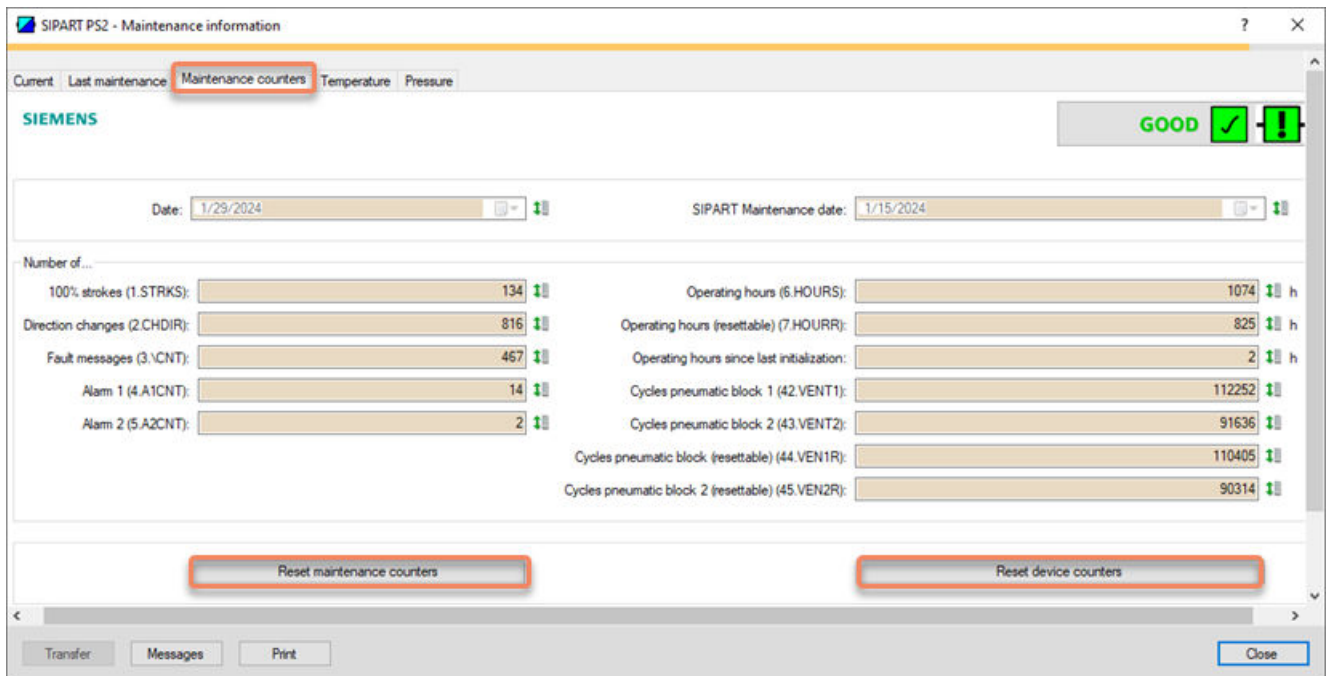 SIPART PS2 - Maintenance information
Current Last maintenance Maintenance counters Temperature Pressure
SIEMENS
GOOD
Date: 1/29/2024
SIPART Maintenance date: 1/15/2024
Number of...
100% strokes (1.STRKS): 134
Operating hours (6.HOURS): 1074 h
Direction changes (2.CHDIR): 816
Operating hours (resettable) (7.HOURR): 825 h
Fault messages (3.\CNT): 467
Operating hours since last initialization: 2 h
Alarm 1 (4.A1CNT): 14
Cycles pneumatic block 1 (42.VENT1): 112252
Alarm 2 (5.A2CNT): 2
Cycles pneumatic block 2 (43.VENT2): 91636
Cycles pneumatic block (resettable) (44.VEN1R): 110405
Cycles pneumatic block 2 (resettable) (45.VEN2R): 90314
Reset maintenance counters
Reset device counters
Transfer Messages Print Close